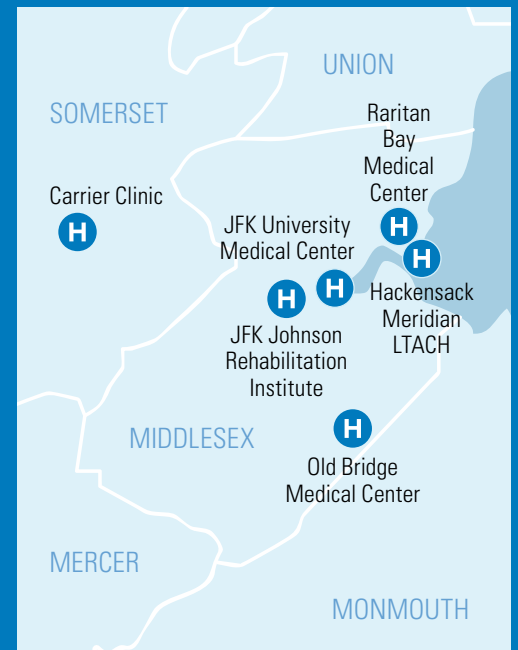 UNION
SOMERSET
Raritan
Bay
Medical
Center
H
Carrier Clinic
H
JFK University
Medical Center
H
H
Hackensack
Meridian
LTACH
H
JFK Johnson
Rehabilitation
Institute
MIDDLESEX
H
Old Bridge
Medical Center
MERCER
MONMOUTH